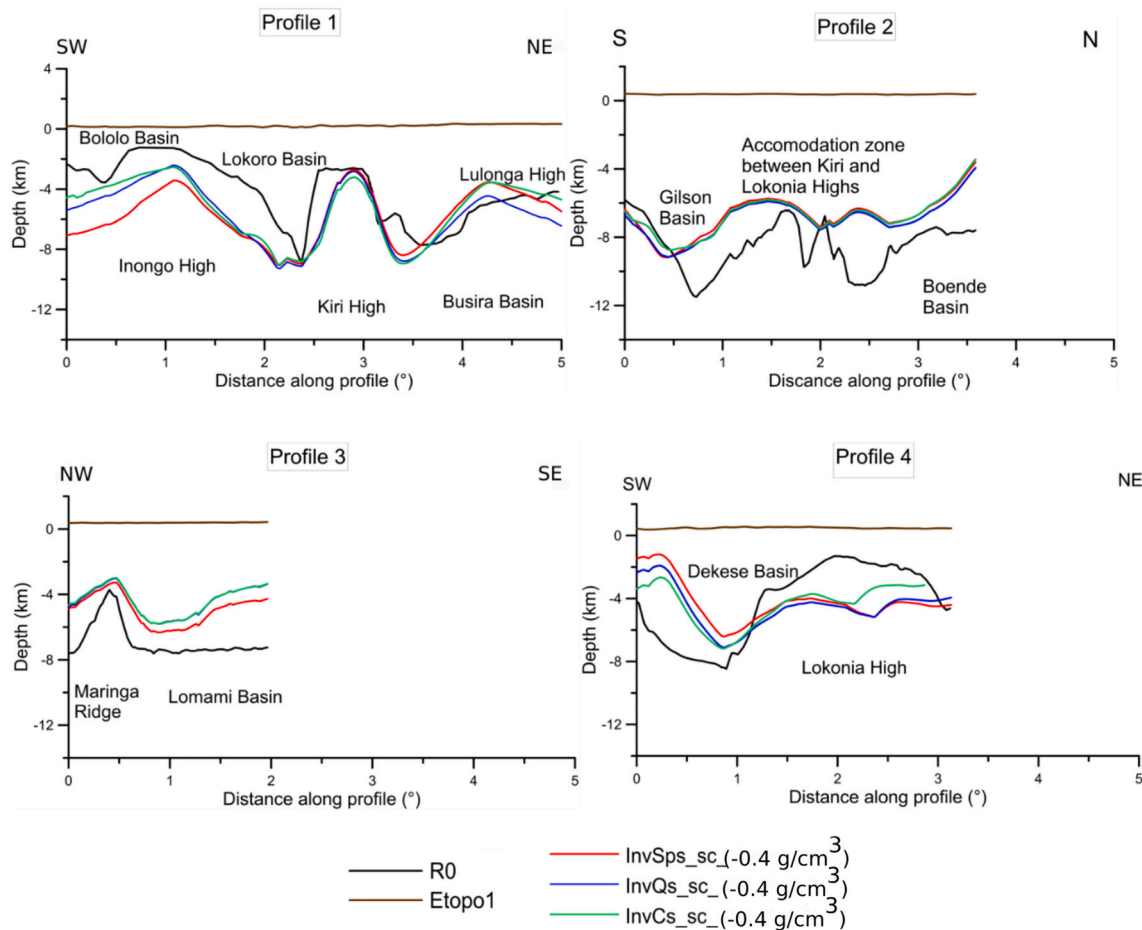 Profile 1
SW
NE
4
0
-4
-8
-12
Depth (km)
Bololo Basin
Lokoro Basin
Lulonga High
Inongo High
Kiri High
Busira Basin
0 1 2 3 4 5
Distance along profile (°)
Profile 2
S
N
0
-4
-8
-12
Depth (km)
Accomodation zone
between Kiri and
Lokonia Highs
Gilson
Basin
Boende
Basin
0 1 2 3 4 5
Discance along profile (°)
Profile 3
NW
SE
0
-4
-8
-12
Depth (km)
Maringa
Ridge
Lomami Basin
0 1 2 3 4 5
Distance along profile (°)
Profile 4
SW
NE
0
-4
-8
-12
Depth (km)
Dekese Basin
Lokonia High
0 1 2 3 4 5
Distance along profile (°)
R0
Etopo1
InvSps_sc_(-0.4 g/cm³)
InvQs_sc_(-0.4 g/cm³)
InvCs_sc_(-0.4 g/cm³)